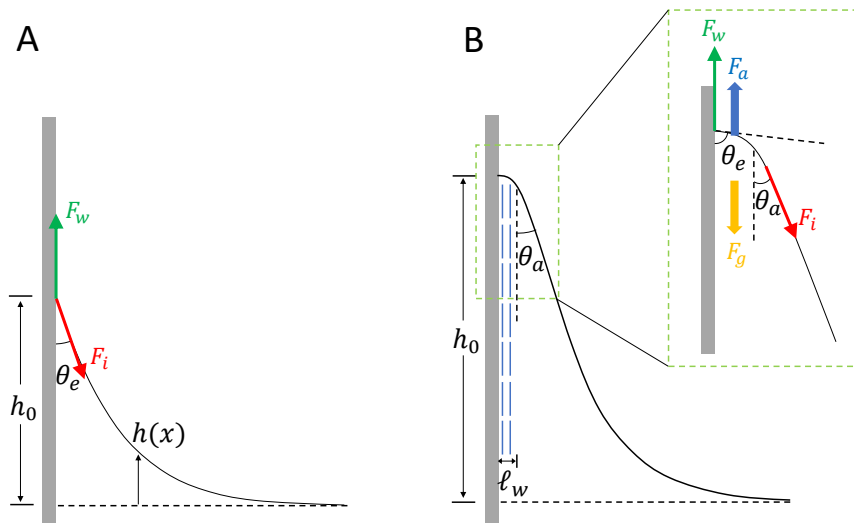 A
F_w
F_i
θ_e
h_0
h(x)
B
h_0
θ_a
ℓ_w
F_w
F_a
θ_e
θ_a
F_i
F_g